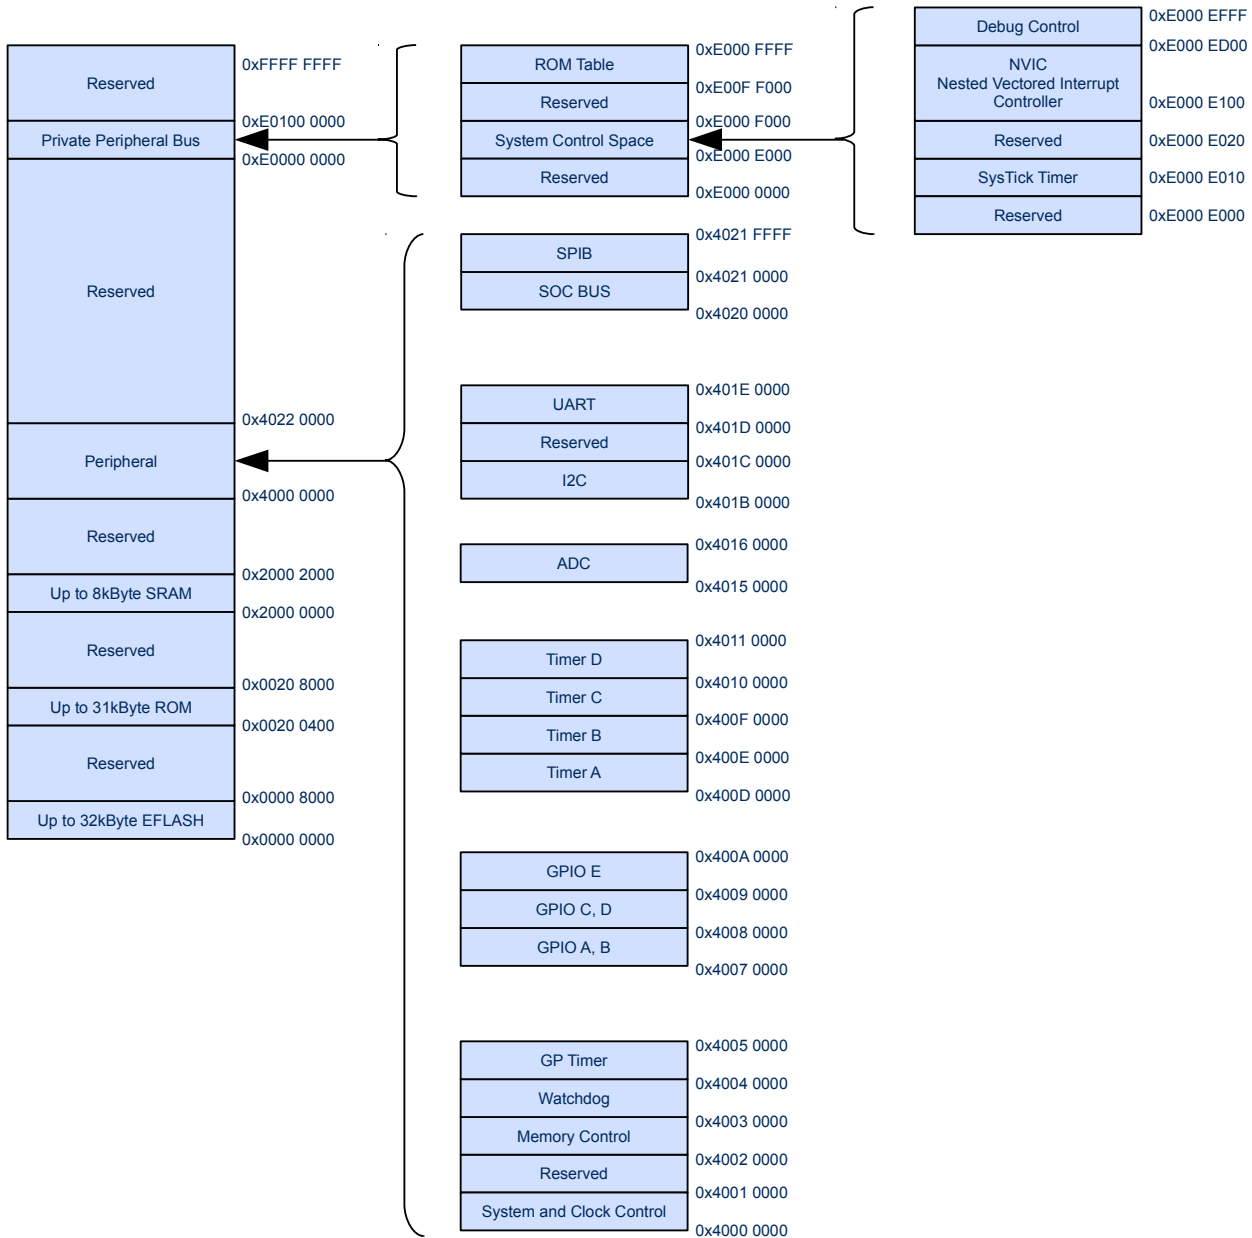 Reserved
0xFFFF FFFF
0xE0100 0000
Private Peripheral Bus
0xE0000 0000
Reserved
0x4022 0000
Peripheral
0x4000 0000
Reserved
0x2000 2000
Up to 8kByte SRAM
0x2000 0000
Reserved
0x0020 8000
Up to 31kByte ROM
0x0020 0400
Reserved
0x0000 8000
Up to 32kByte EFLASH
0x0000 0000
0xE000 FFFF
ROM Table
0xE00F F000
Reserved
0xE000 F000
System Control Space
0xE000 E000
Reserved
0xE000 0000
0x4021 FFFF
SPIB
0x4021 0000
SOC BUS
0x4020 0000
0x401E 0000
UART
0x401D 0000
Reserved
0x401C 0000
I2C
0x401B 0000
0x4016 0000
ADC
0x4015 0000
0x4011 0000
Timer D
0x4010 0000
Timer C
0x400F 0000
Timer B
0x400E 0000
Timer A
0x400D 0000
0x400A 0000
GPIO E
0x4009 0000
GPIO C, D
0x4008 0000
GPIO A, B
0x4007 0000
0x4005 0000
GP Timer
0x4004 0000
Watchdog
0x4003 0000
Memory Control
0x4002 0000
Reserved
0x4001 0000
System and Clock Control
0x4000 0000
0xE000 EFFF
Debug Control
0xE000 ED00
NVIC
Nested Vectored Interrupt
Controller
0xE000 E100
Reserved
0xE000 E020
SysTick Timer
0xE000 E010
Reserved
0xE000 E000